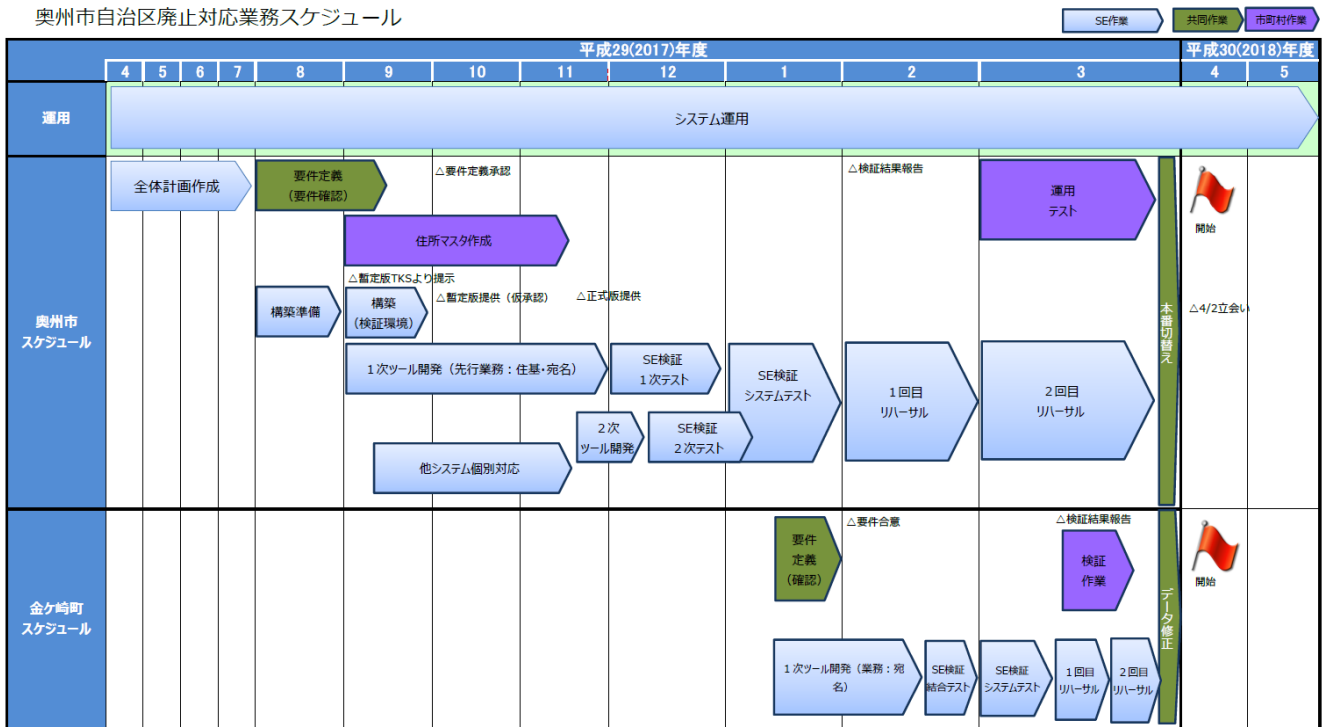 奥州市自治区廃止対応業務スケジュール
SE作業
共同作業
市町村作業
平成29(2017)年度
平成30(2018)年度
4
5
6
7
8
9
10
11
12
1
2
3
4
5
運用
システム運用
奥州市
スケジュール
全体計画作成
要件定義
(要件確認)
△要件定義承認
△検証結果報告
運用
テスト
開始
住所マスタ作成
△暫定版TKSより提示
構築準備
構築
(検証環境)
△暫定版提供(仮承認)
△正式版提供
本番切替え
△4/2立会い
1次ツール開発(先行業務:住基・宛名)
SE検証
1次テスト
SE検証
システムテスト
1回目
リハーサル
2回目
リハーサル
2次
ツール開発
SE検証
2次テスト
他システム個別対応
金ケ崎町
スケジュール
要件
定義
(確認)
△要件合意
△検証結果報告
検証
作業
データ修正
開始
1次ツール開発(業務:宛
名)
SE検証
結合テスト
SE検証
システムテスト
1回目
リハーサル
2回目
リハーサル